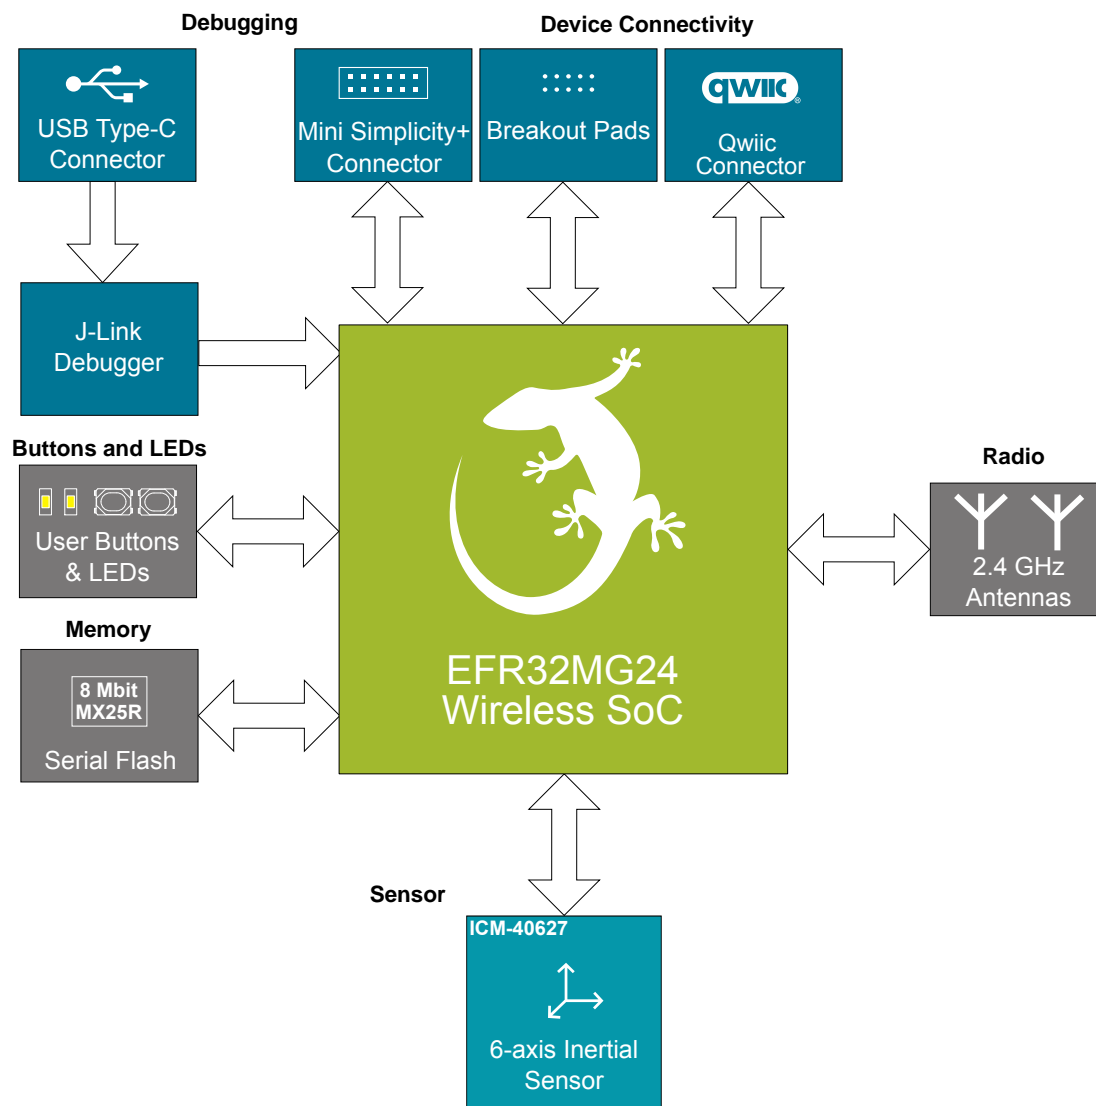 Debugging
Device Connectivity
USB Type-C
Connector
Mini Simplicity+
Connector
Breakout Pads
qwiic
®
Qwiic
Connector
J-Link
Debugger
Buttons and LEDs
User Buttons
& LEDs
Radio
2.4 GHz
Antennas
Memory
8 Mbit
MX25R
Serial Flash
EFR32MG24
Wireless SoC
Sensor
ICM-40627
6-axis Inertial
Sensor